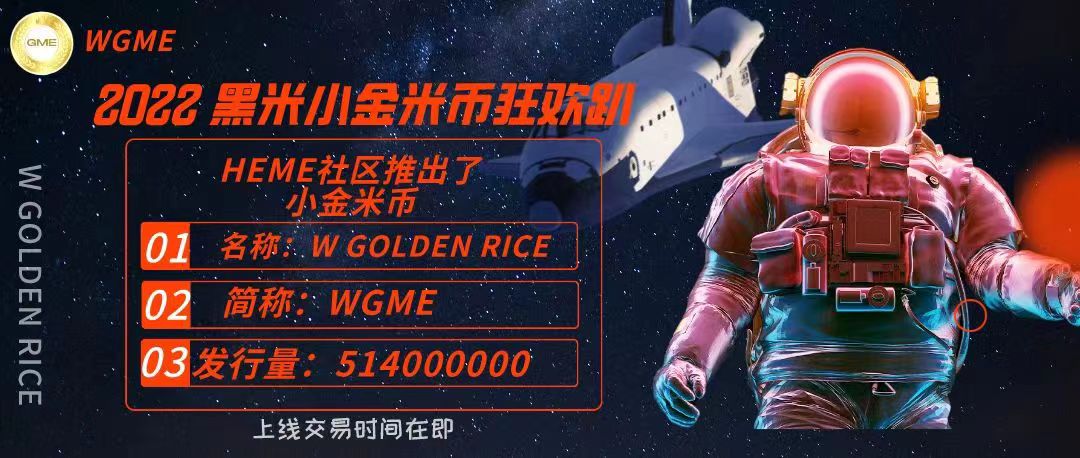 GME
WGME
2022 黑米小金米币狂欢趴
W GOLDEN RICE
HEME社区推出了
小金米币
01 名称：W GOLDEN RICE
02 简称：WGME
03 发行量：514000000
上线交易时间在即